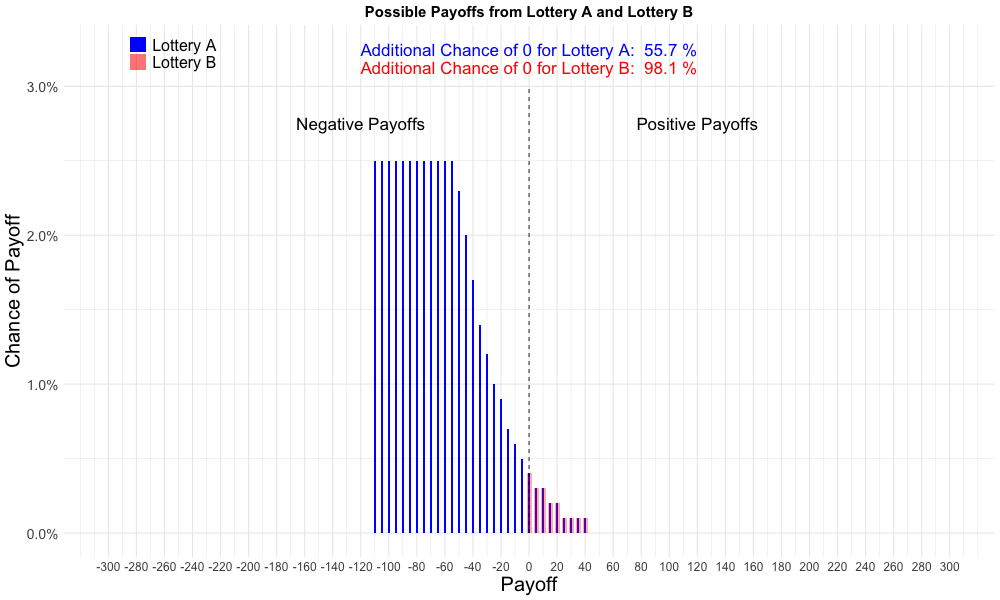 Possible Payoffs from Lottery A and Lottery B
Lottery A
Lottery B
Additional Chance of 0 for Lottery A: 55.7 %
Additional Chance of 0 for Lottery B: 98.1 %
Negative Payoffs
Positive Payoffs
Chance of Payoff
3.0%
2.0%
1.0%
0.0%
-300 -280 -260 -240 -220 -200 -180 -160 -140 -120 -100 -80 -60 -40 -20 0 20 40 60 80 100 120 140 160 180 200 220 240 260 280 300
Payoff